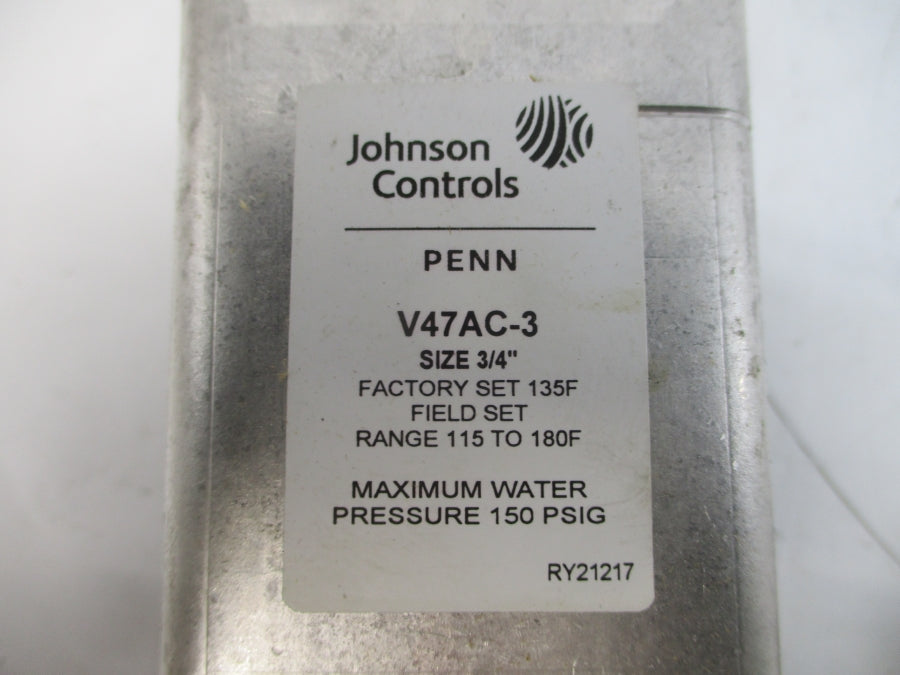 Johnson
Controls
PENN
V47AC-3
SIZE 3/4"
FACTORY SET 135F
FIELD SET
RANGE 115 TO 180F
MAXIMUM WATER
PRESSURE 150 PSIG
RY21217